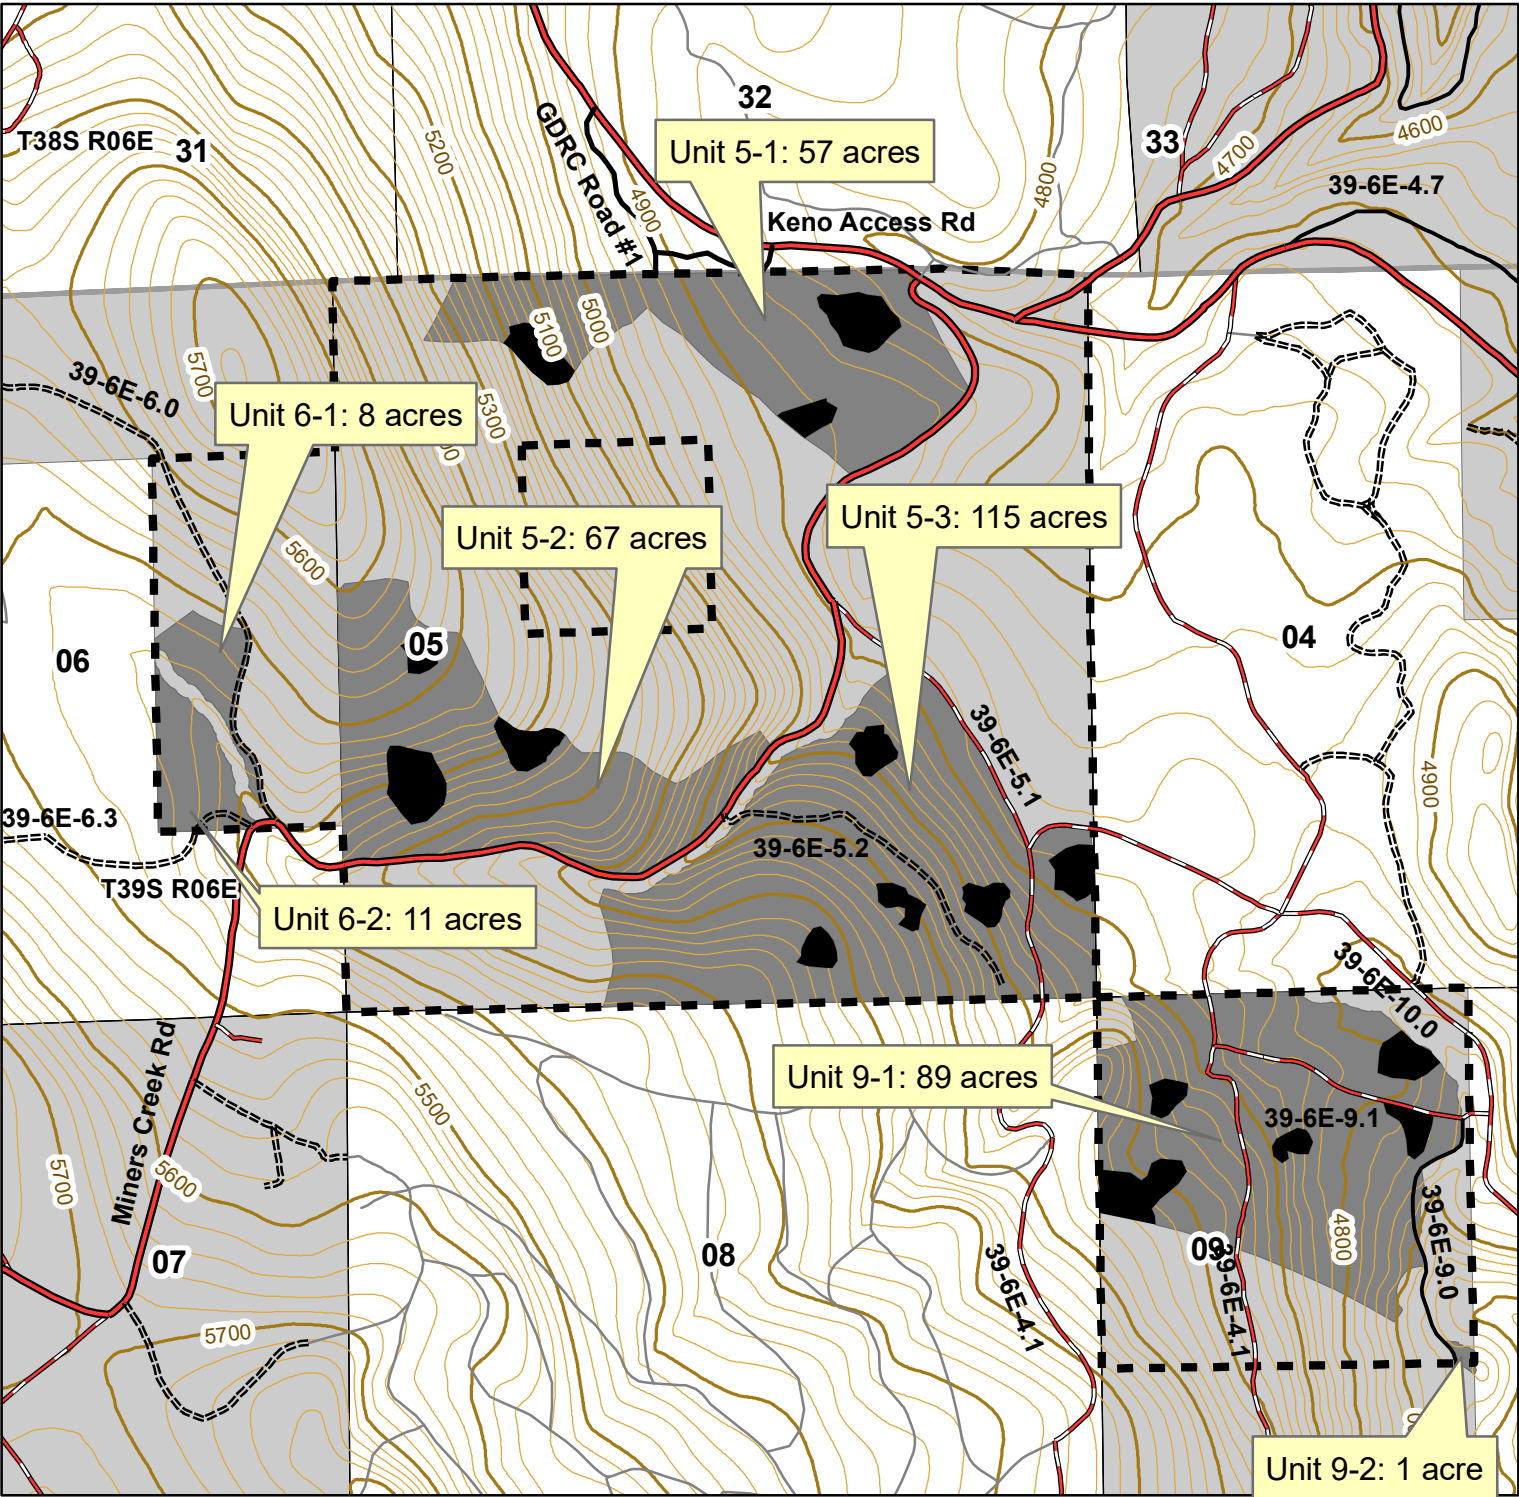 32
T38S R06E
31
5200
GDRC Road #1
Unit 5-1: 57 acres
33
4700
4600
39-6E-4.7
4800
4900
Keno Access Rd
5100
5000
5700
39-6E-6.0
Unit 6-1: 8 acres
5300
Unit 5-2: 67 acres
Unit 5-3: 115 acres
5600
05
06
04
39-6E-5.1
4900
39-6E-6.3
39-6E-5.2
T39S R06E
Unit 6-2: 11 acres
39-6E-10.0
Miners Creek Rd
5500
Unit 9-1: 89 acres
39-6E-9.1
5700
5600
07
08
09
4800
39-6E-9.0
39-6E-4.1
39-6E-4.1
5700
Unit 9-2: 1 acre